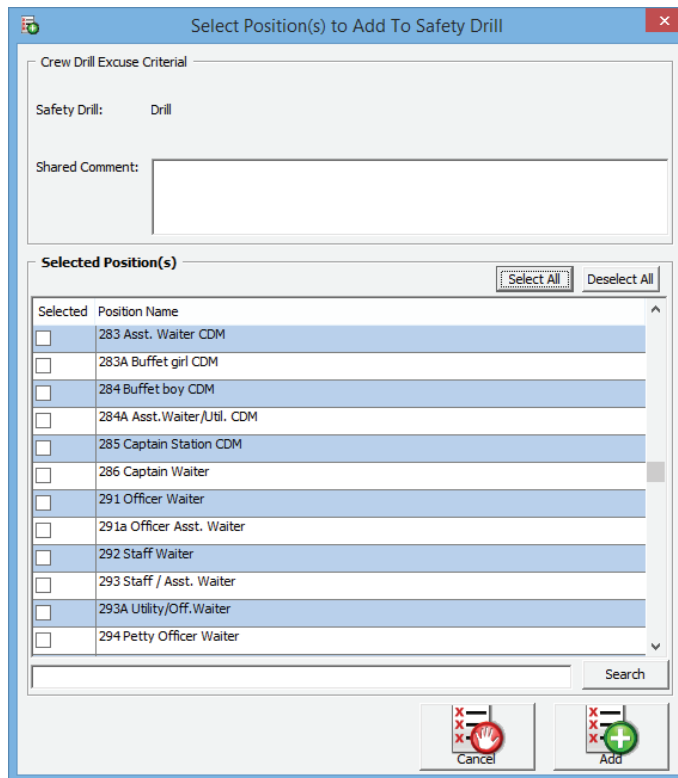 Select Position(s) to Add To Safety Drill
Crew Drill Excuse Criterial
Safety Drill: Drill
Shared Comment:
Selected Position(s)
Select All Deselect All
Selected Position Name
283 Asst. Waiter CDM
283A Buffet girl CDM
284 Buffet boy CDM
284A Asst.Waiter/Util. CDM
285 Captain Station CDM
286 Captain Waiter
291 Officer Waiter
291a Officer Asst. Waiter
292 Staff Waiter
293 Staff / Asst. Waiter
293A Utility/Off.Waiter
294 Petty Officer Waiter
Search
Cancel Add